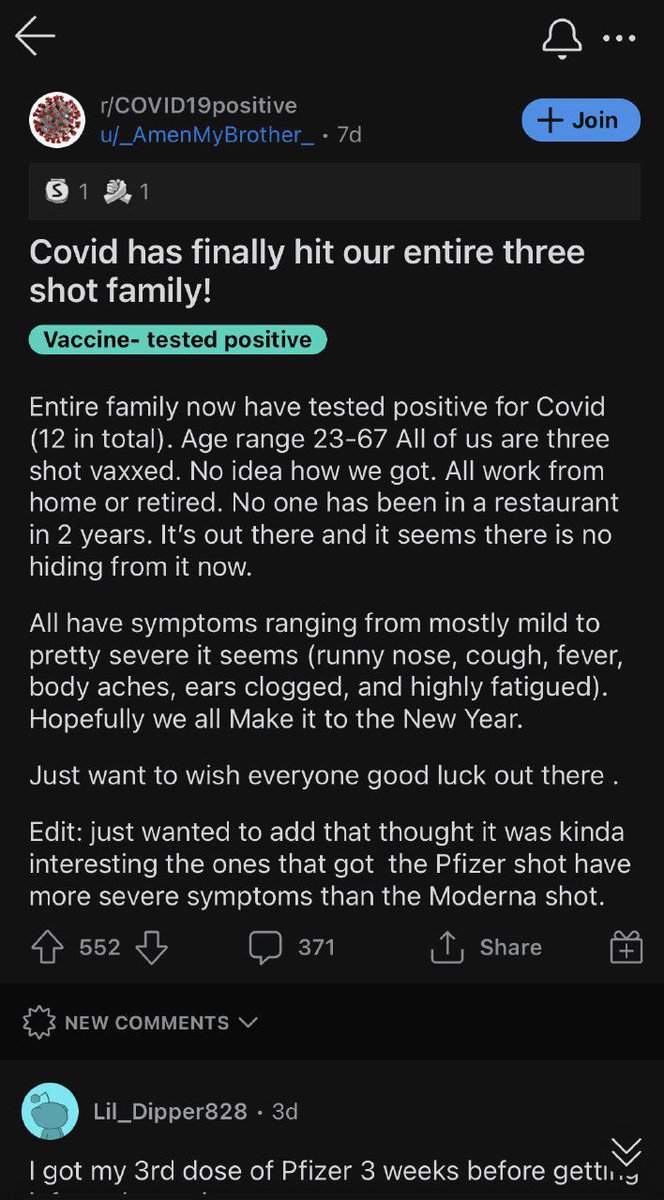 r/COVID19positive
u/_AmenMyBrother_ · 7d
+ Join
S 1 1
Covid has finally hit our entire three
shot family!
Vaccine- tested positive
Entire family now have tested positive for Covid
(12 in total). Age range 23-67 All of us are three
shot vaxxed. No idea how we got. All work from
home or retired. No one has been in a restaurant
in 2 years. It’s out there and it seems there is no
hiding from it now.
All have symptoms ranging from mostly mild to
pretty severe it seems (runny nose, cough, fever,
body aches, ears clogged, and highly fatigued).
Hopefully we all Make it to the New Year.
Just want to wish everyone good luck out there .
Edit: just wanted to add that thought it was kinda
interesting the ones that got  the Pfizer shot have
more severe symptoms than the Moderna shot.
552 371 Share
NEW COMMENTS
Lil_Dipper828 · 3d
I got my 3rd dose of Pfizer 3 weeks before getting